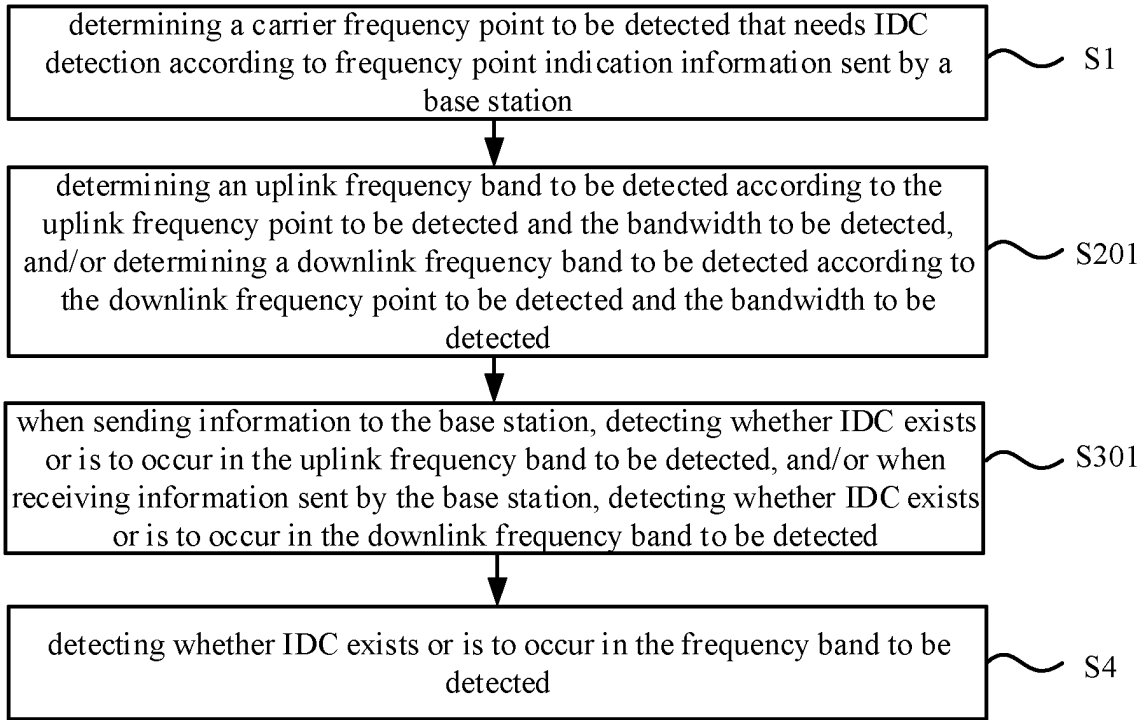 determining a carrier frequency point to be detected that needs IDC
detection according to frequency point indication information sent by a
base station
S1
determining an uplink frequency band to be detected according to the
uplink frequency point to be detected and the bandwidth to be detected,
and/or determining a downlink frequency band to be detected according to
the downlink frequency point to be detected and the bandwidth to be
detected
S201
when sending information to the base station, detecting whether IDC exists
or is to occur in the uplink frequency band to be detected, and/or when
receiving information sent by the base station, detecting whether IDC exists
or is to occur in the downlink frequency band to be detected
S301
detecting whether IDC exists or is to occur in the frequency band to be
detected
S4